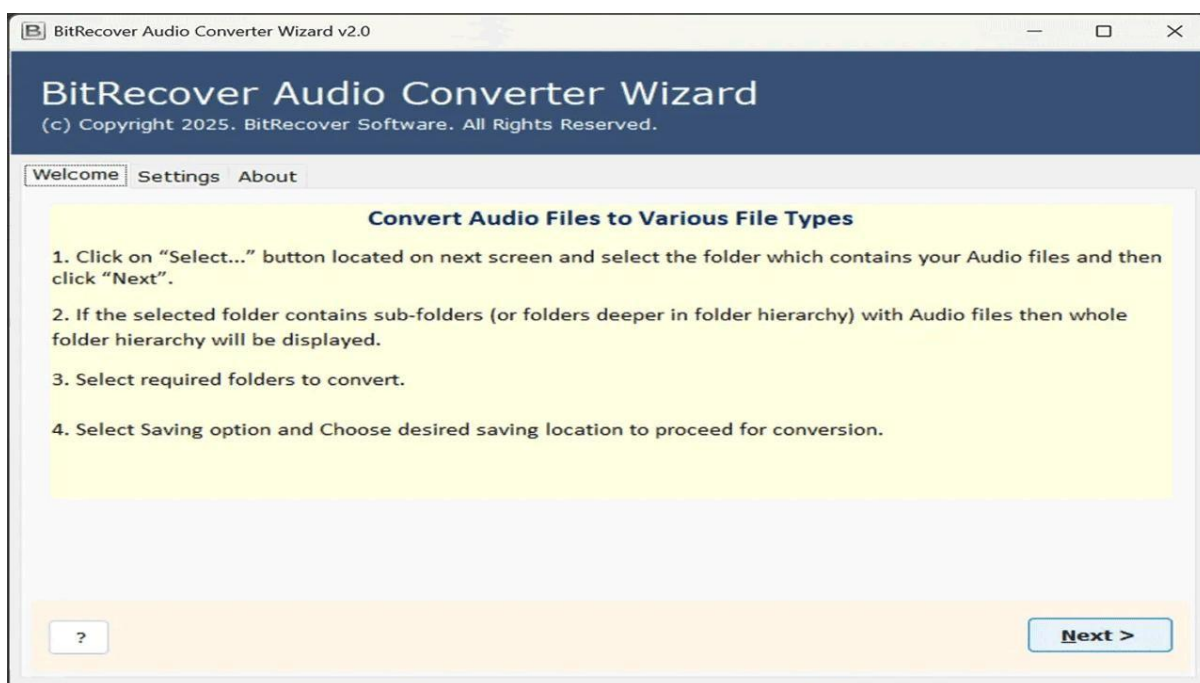 B BitRecover Audio Converter Wizard v2.0
BitRecover Audio Converter Wizard
(c) Copyright 2025. BitRecover Software. All Rights Reserved.
Welcome Settings About
Convert Audio Files to Various File Types
1. Click on “Select...” button located on next screen and select the folder which contains your Audio files and then
click “Next”.
2. If the selected folder contains sub-folders (or folders deeper in folder hierarchy) with Audio files then whole
folder hierarchy will be displayed.
3. Select required folders to convert.
4. Select Saving option and Choose desired saving location to proceed for conversion.
? Next >